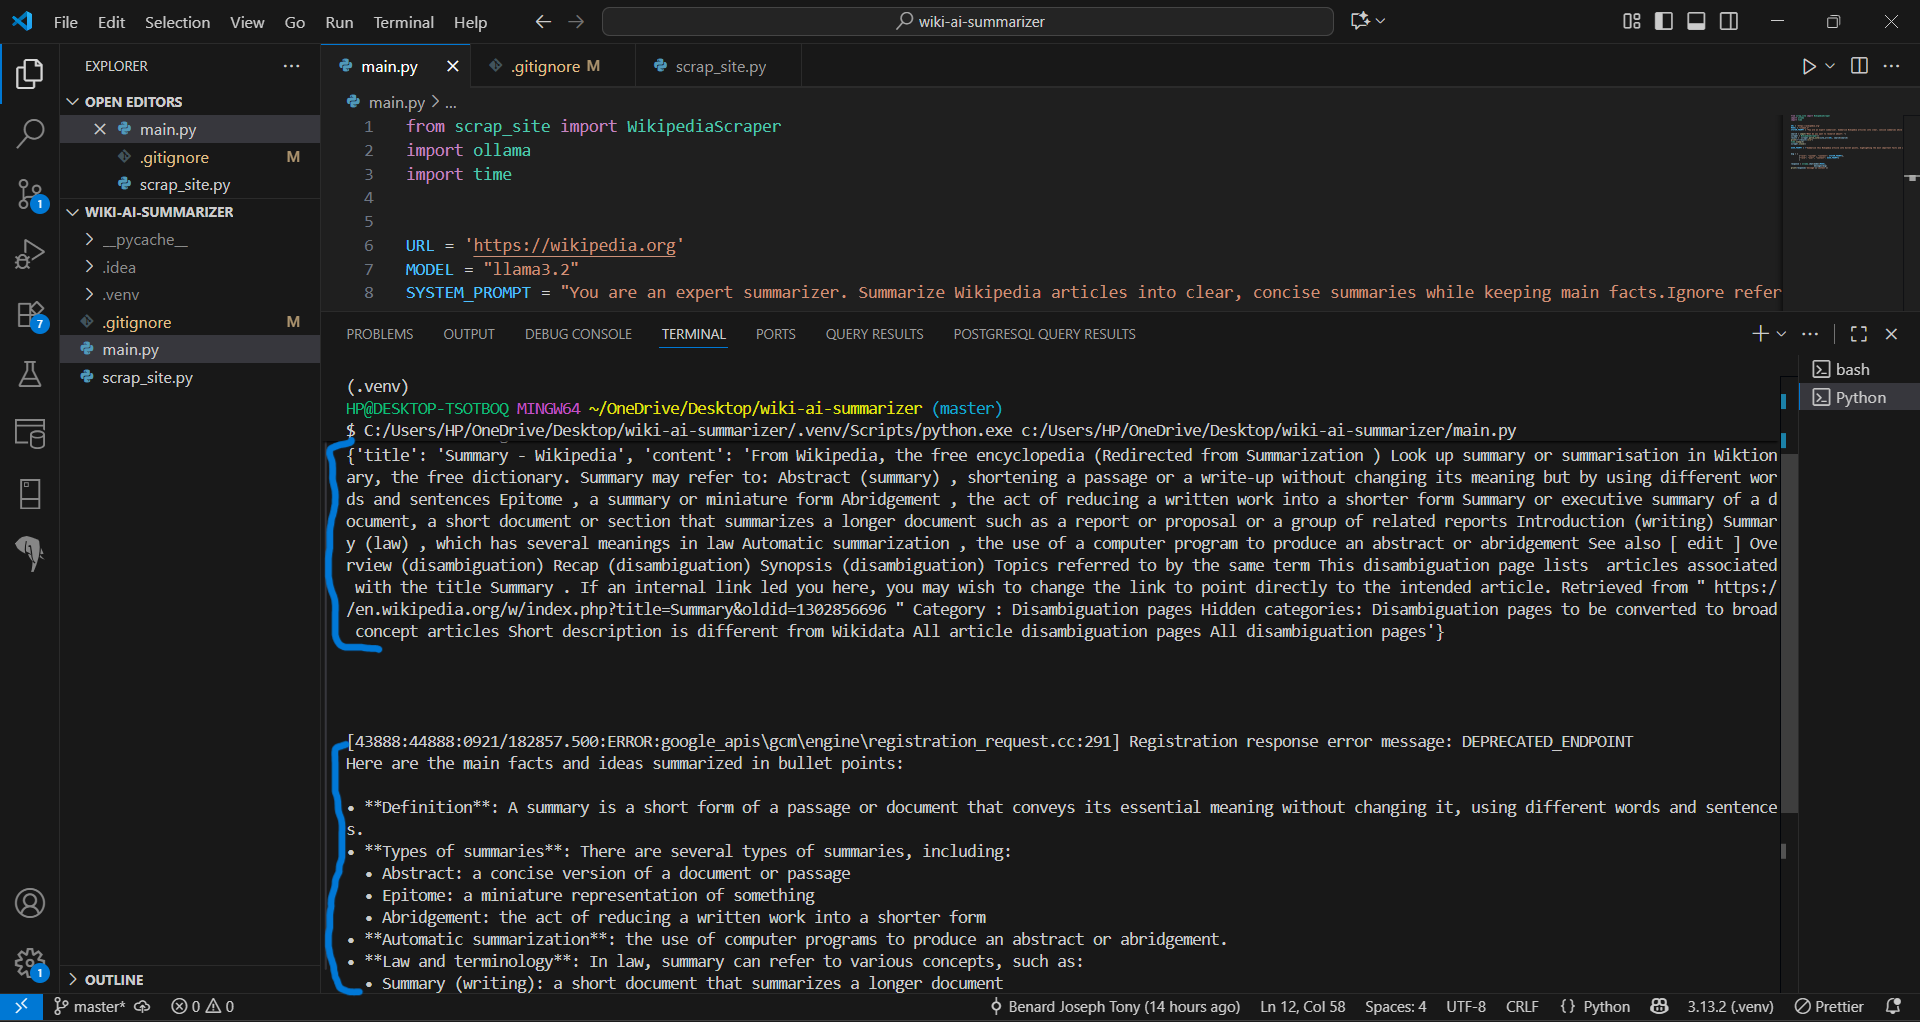 File Edit Selection View Go Run Terminal Help
wiki-ai-summarizer
EXPLORER
OPEN EDITORS
main.py
.gitignore M
scrap_site.py
WIKI-AI-SUMMARIZER
__pycache__
.idea
.venv
.gitignore M
main.py
scrap_site.py
OUTLINE
1
7
1
main.py
.gitignore M
scrap_site.py
main.py > ...
1 from scrap_site import WikipediaScraper
2 import ollama
3 import time
4
5
6 URL = 'https://wikipedia.org'
7 MODEL = "llama3.2"
8 SYSTEM_PROMPT = "You are an expert summarizer. Summarize Wikipedia articles into clear, concise summaries while keeping main facts.Ignore refer
PROBLEMS OUTPUT DEBUG CONSOLE TERMINAL PORTS QUERY RESULTS POSTGRESQL QUERY RESULTS
bash
Python
(.venv)
HP@DESKTOP-TSOTBOQ MINGW64 ~/OneDrive/Desktop/wiki-ai-summarizer (master)
$ C:/Users/HP/OneDrive/Desktop/wiki-ai-summarizer/.venv/Scripts/python.exe c:/Users/HP/OneDrive/Desktop/wiki-ai-summarizer/main.py
{'title': 'Summary - Wikipedia', 'content': 'From Wikipedia, the free encyclopedia (Redirected from Summarization ) Look up summary or summarisation in Wiktion
ary, the free dictionary. Summary may refer to: Abstract (summary) , shortening a passage or a write-up without changing its meaning but by using different wor
ds and sentences Epitome , a summary or miniature form Abridgement , the act of reducing a written work into a shorter form Summary or executive summary of a d
ocument, a short document or section that summarizes a longer document such as a report or proposal or a group of related reports Introduction (writing) Summar
y (law) , which has several meanings in law Automatic summarization , the use of a computer program to produce an abstract or abridgement See also [ edit ] Ove
rview (disambiguation) Recap (disambiguation) Synopsis (disambiguation) Topics referred to by the same term This disambiguation page lists  articles associated
 with the title Summary . If an internal link led you here, you may wish to change the link to point directly to the intended article. Retrieved from " https:/
/en.wikipedia.org/w/index.php?title=Summary&oldid=1302856696 " Category : Disambiguation pages Hidden categories: Disambiguation pages to be converted to broad
 concept articles Short description is different from Wikidata All article disambiguation pages All disambiguation pages'}
[43888:44888:0921/182857.500:ERROR:google_apis\gcm\engine\registration_request.cc:291] Registration response error message: DEPRECATED_ENDPOINT
Here are the main facts and ideas summarized in bullet points:
• **Definition**: A summary is a short form of a passage or document that conveys its essential meaning without changing it, using different words and sentence
s.
• **Types of summaries**: There are several types of summaries, including:
• Abstract: a concise version of a document or passage
• Epitome: a miniature representation of something
• Abridgement: the act of reducing a written work into a shorter form
• **Automatic summarization**: the use of computer programs to produce an abstract or abridgement.
• **Law and terminology**: In law, summary can refer to various concepts, such as:
• Summary (writing): a short document that summarizes a longer document
master* 0 0 Benard Joseph Tony (14 hours ago) Ln 12, Col 58 Spaces: 4 UTF-8 CRLF {} Python 3.13.2 (.venv) Prettier